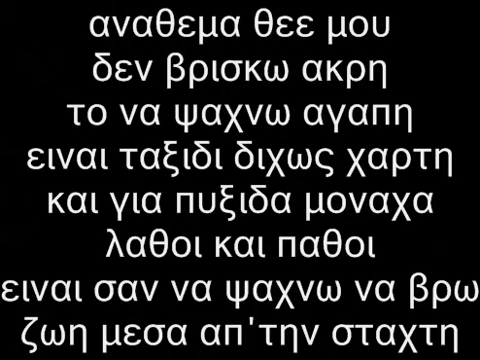 αναθεμα θεε μου
δεν βρισκω ακρη
το να ψαχνω αγαπη
ειναι ταξιδι διχως χαρτη
και για πυξιδα μοναχα
λαθοι και παθοι
ειναι σαν να ψαχνω να βρω
ζωη μεσα απ'την σταχτη